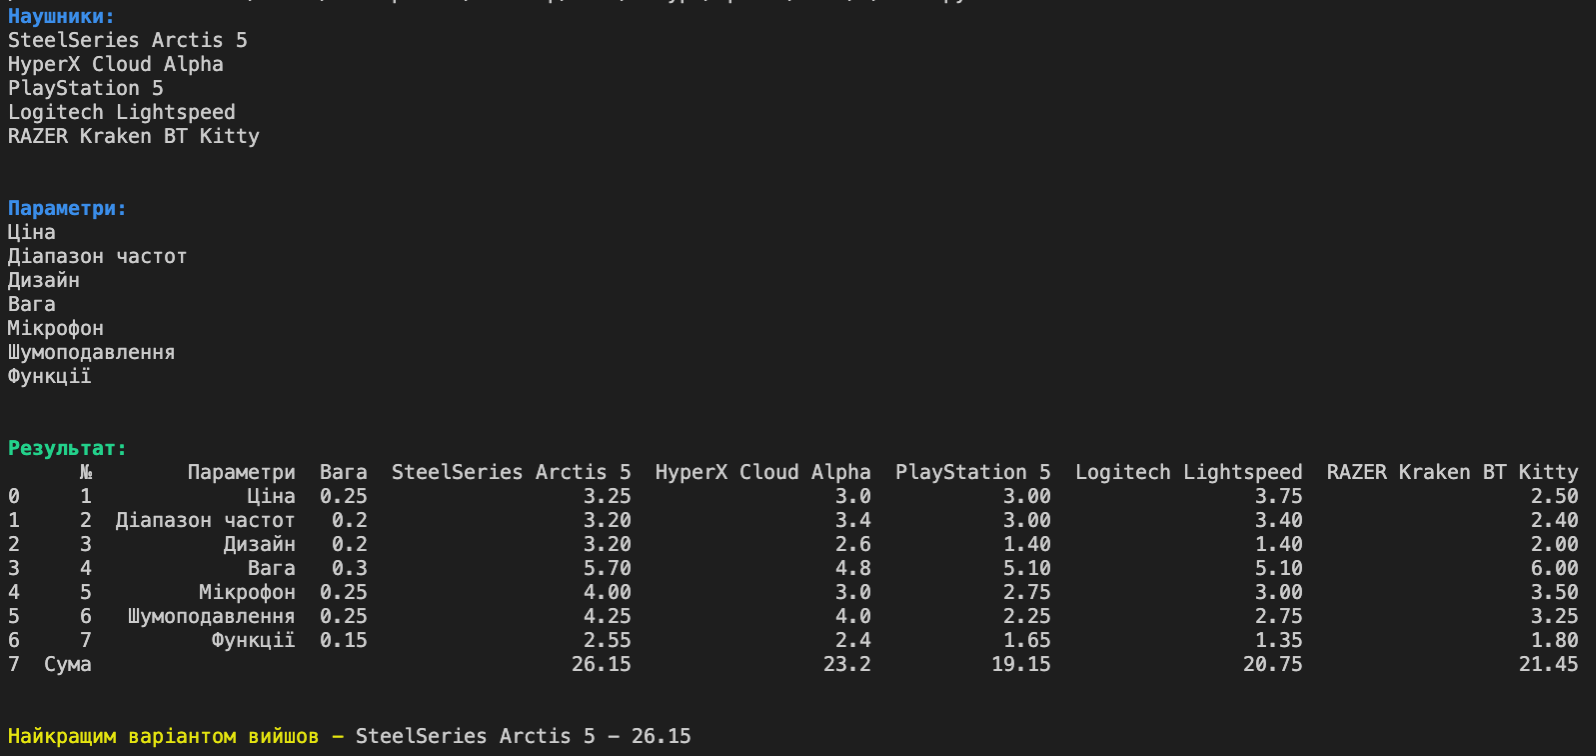 Наушники:
SteelSeries Arctis 5
HyperX Cloud Alpha
PlayStation 5
Logitech Lightspeed
RAZER Kraken BT Kitty
Параметри:
Ціна
Діапазон частот
Дизайн
Вага
Мікрофон
Шумоподавлення
Функції
Результат:
№ Параметри Вага SteelSeries Arctis 5 HyperX Cloud Alpha PlayStation 5 Logitech Lightspeed RAZER Kraken BT Kitty
0 1 Ціна 0.25 3.25 3.0 3.00 3.75 2.50
1 2 Діапазон частот 0.2 3.20 3.4 3.00 3.40 2.40
2 3 Дизайн 0.2 3.20 2.6 1.40 1.40 2.00
3 4 Вага 0.3 5.70 4.8 5.10 5.10 6.00
4 5 Мікрофон 0.25 4.00 3.0 2.75 3.00 3.50
5 6 Шумоподавлення 0.25 4.25 4.0 2.25 2.75 3.25
6 7 Функції 0.15 2.55 2.4 1.65 1.35 1.80
7 Сума 26.15 23.2 19.15 20.75 21.45
Найкращим варіантом вийшов – SteelSeries Arctis 5 – 26.15